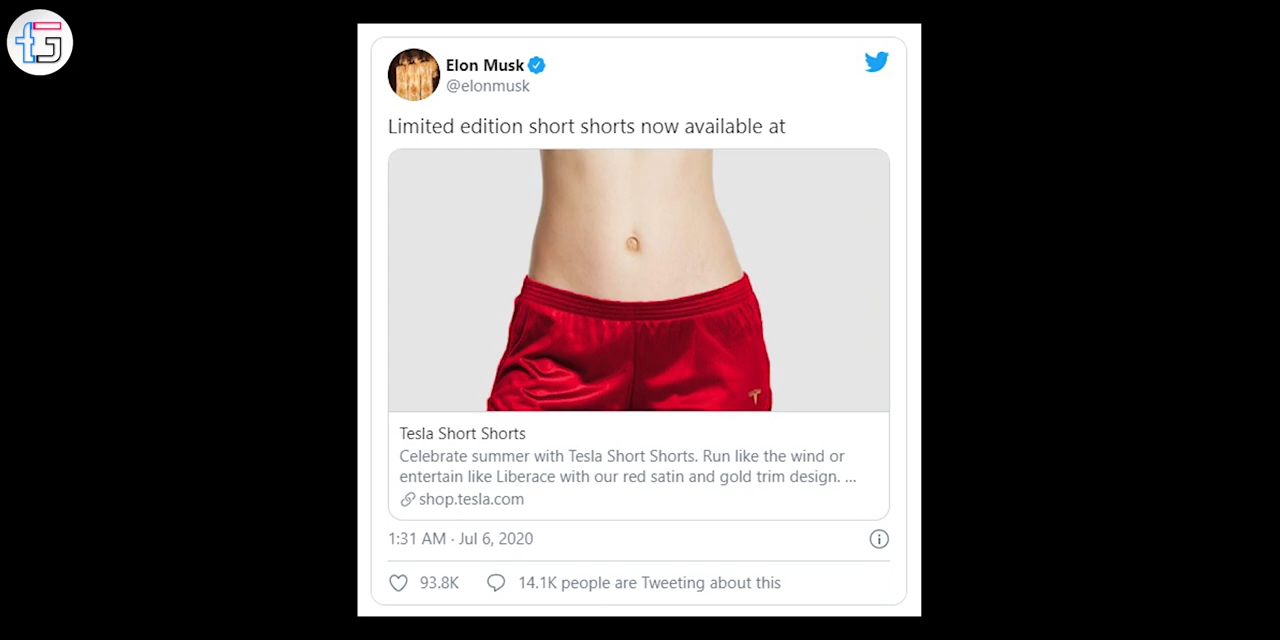 Elon Musk
@elonmusk
Limited edition short shorts now available at
Tesla Short Shorts
Celebrate summer with Tesla Short Shorts. Run like the wind or
entertain like Liberace with our red satin and gold trim design. ...
shop.tesla.com
1:31 AM · Jul 6, 2020
93.8K 14.1K people are Tweeting about this